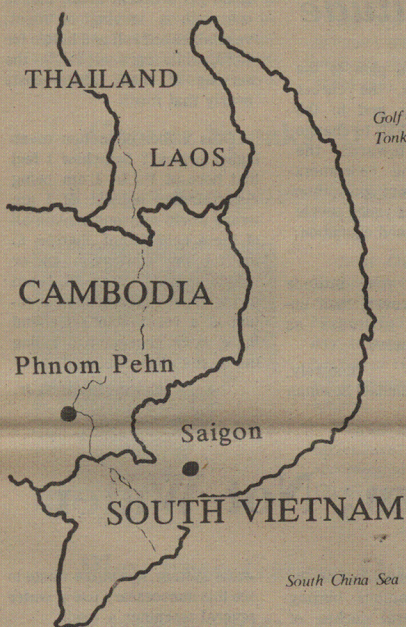 THAILAND
Golf
Tonk
LAOS
CAMBODIA
Phnom Pehn
Saigon
SOUTH VIETNAM
South China Sea